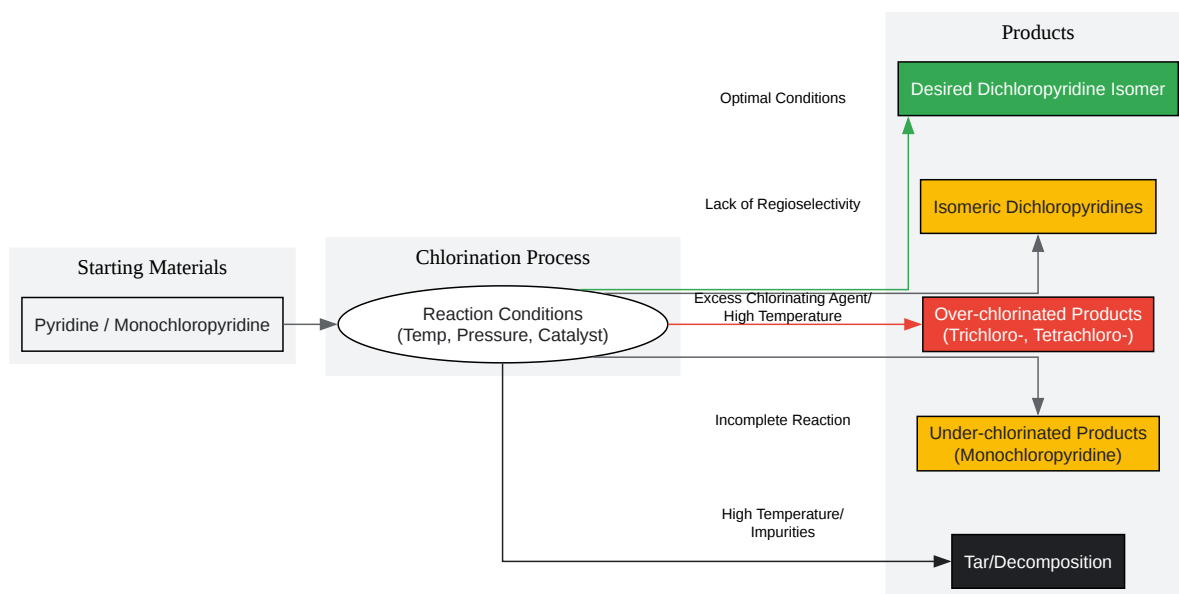 Starting Materials
Pyridine / Monochloropyridine
Chlorination Process
Reaction Conditions
(Temp, Pressure, Catalyst)
Optimal Conditions
Lack of Regioselectivity
Excess Chlorinating Agent/
High Temperature
Incomplete Reaction
High Temperature/
Impurities
Products
Desired Dichloropyridine Isomer
Isomeric Dichloropyridines
Over-chlorinated Products
(Trichloro-, Tetrachloro-)
Under-chlorinated Products
(Monochloropyridine)
Tar/Decomposition